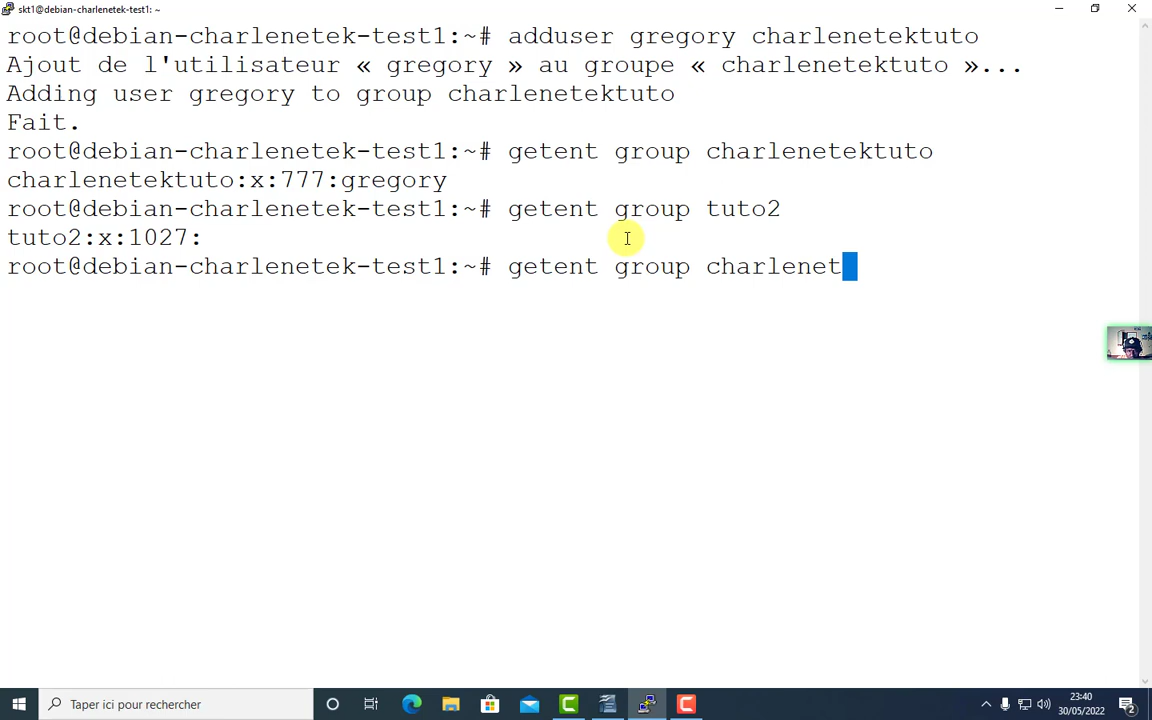 skt1@debian-charlenetek-test1: ~
root@debian-charlenetek-test1:~# adduser gregory charlenetektuto
Ajout de l'utilisateur « gregory » au groupe « charlenetektuto »...
Adding user gregory to group charlenetektuto
Fait.
root@debian-charlenetek-test1:~# getent group charlenetektuto
charlenetektuto:x:777:gregory
root@debian-charlenetek-test1:~# getent group tuto2
tuto2:x:1027:
root@debian-charlenetek-test1:~# getent group charlenet
Taper ici pour rechercher
23:40
30/05/2022
2